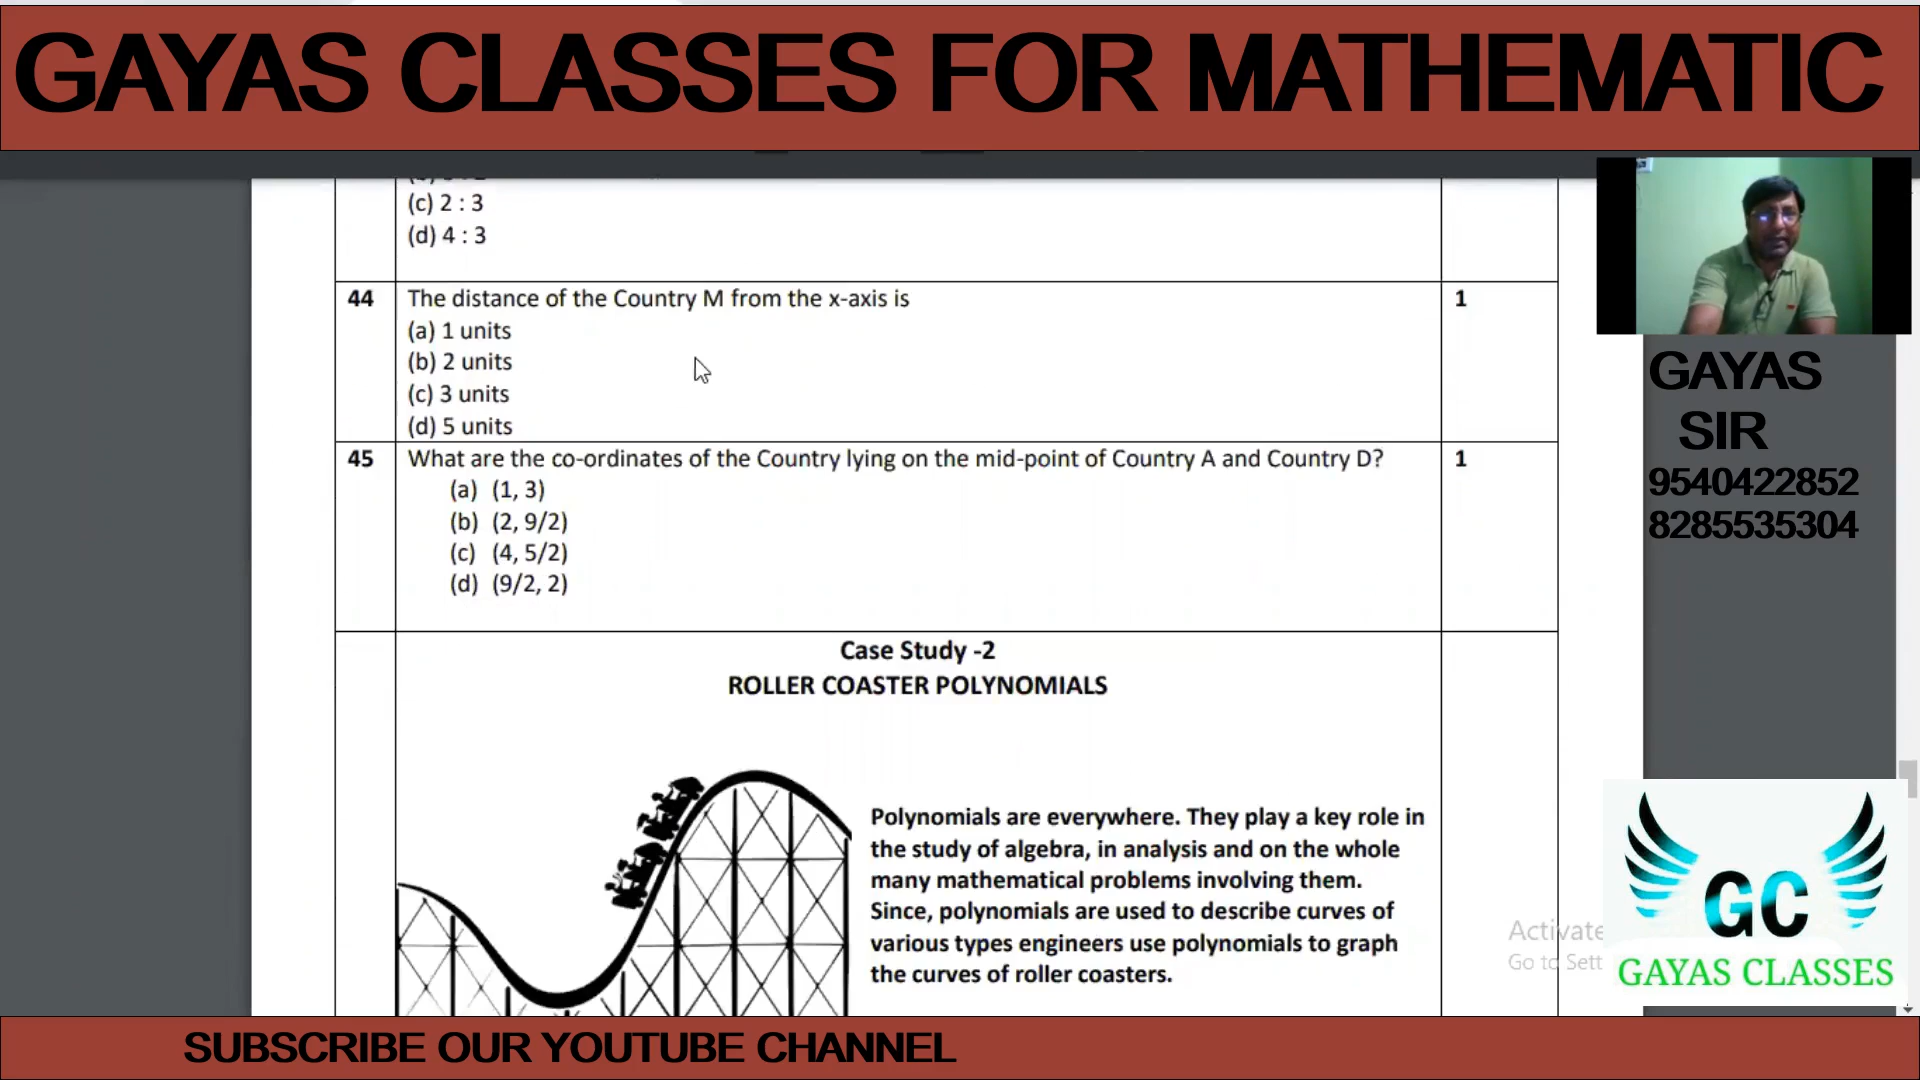 GAYAS CLASSES FOR MATHEMATIC
(c) 2 : 3
(d) 4 : 3
44 The distance of the Country M from the x-axis is 1
(a) 1 units
(b) 2 units
(c) 3 units
(d) 5 units
45 What are the co-ordinates of the Country lying on the mid-point of Country A and Country D? 1
(a) (1, 3)
(b) (2, 9/2)
(c) (4, 5/2)
(d) (9/2, 2)
Case Study -2
ROLLER COASTER POLYNOMIALS
Polynomials are everywhere. They play a key role in
the study of algebra, in analysis and on the whole
many mathematical problems involving them.
Since, polynomials are used to describe curves of
various types engineers use polynomials to graph
the curves of roller coasters.
GAYAS
SIR
9540422852
8285535304
Activate
Go to Sett
GC
GAYAS CLASSES
SUBSCRIBE OUR YOUTUBE CHANNEL